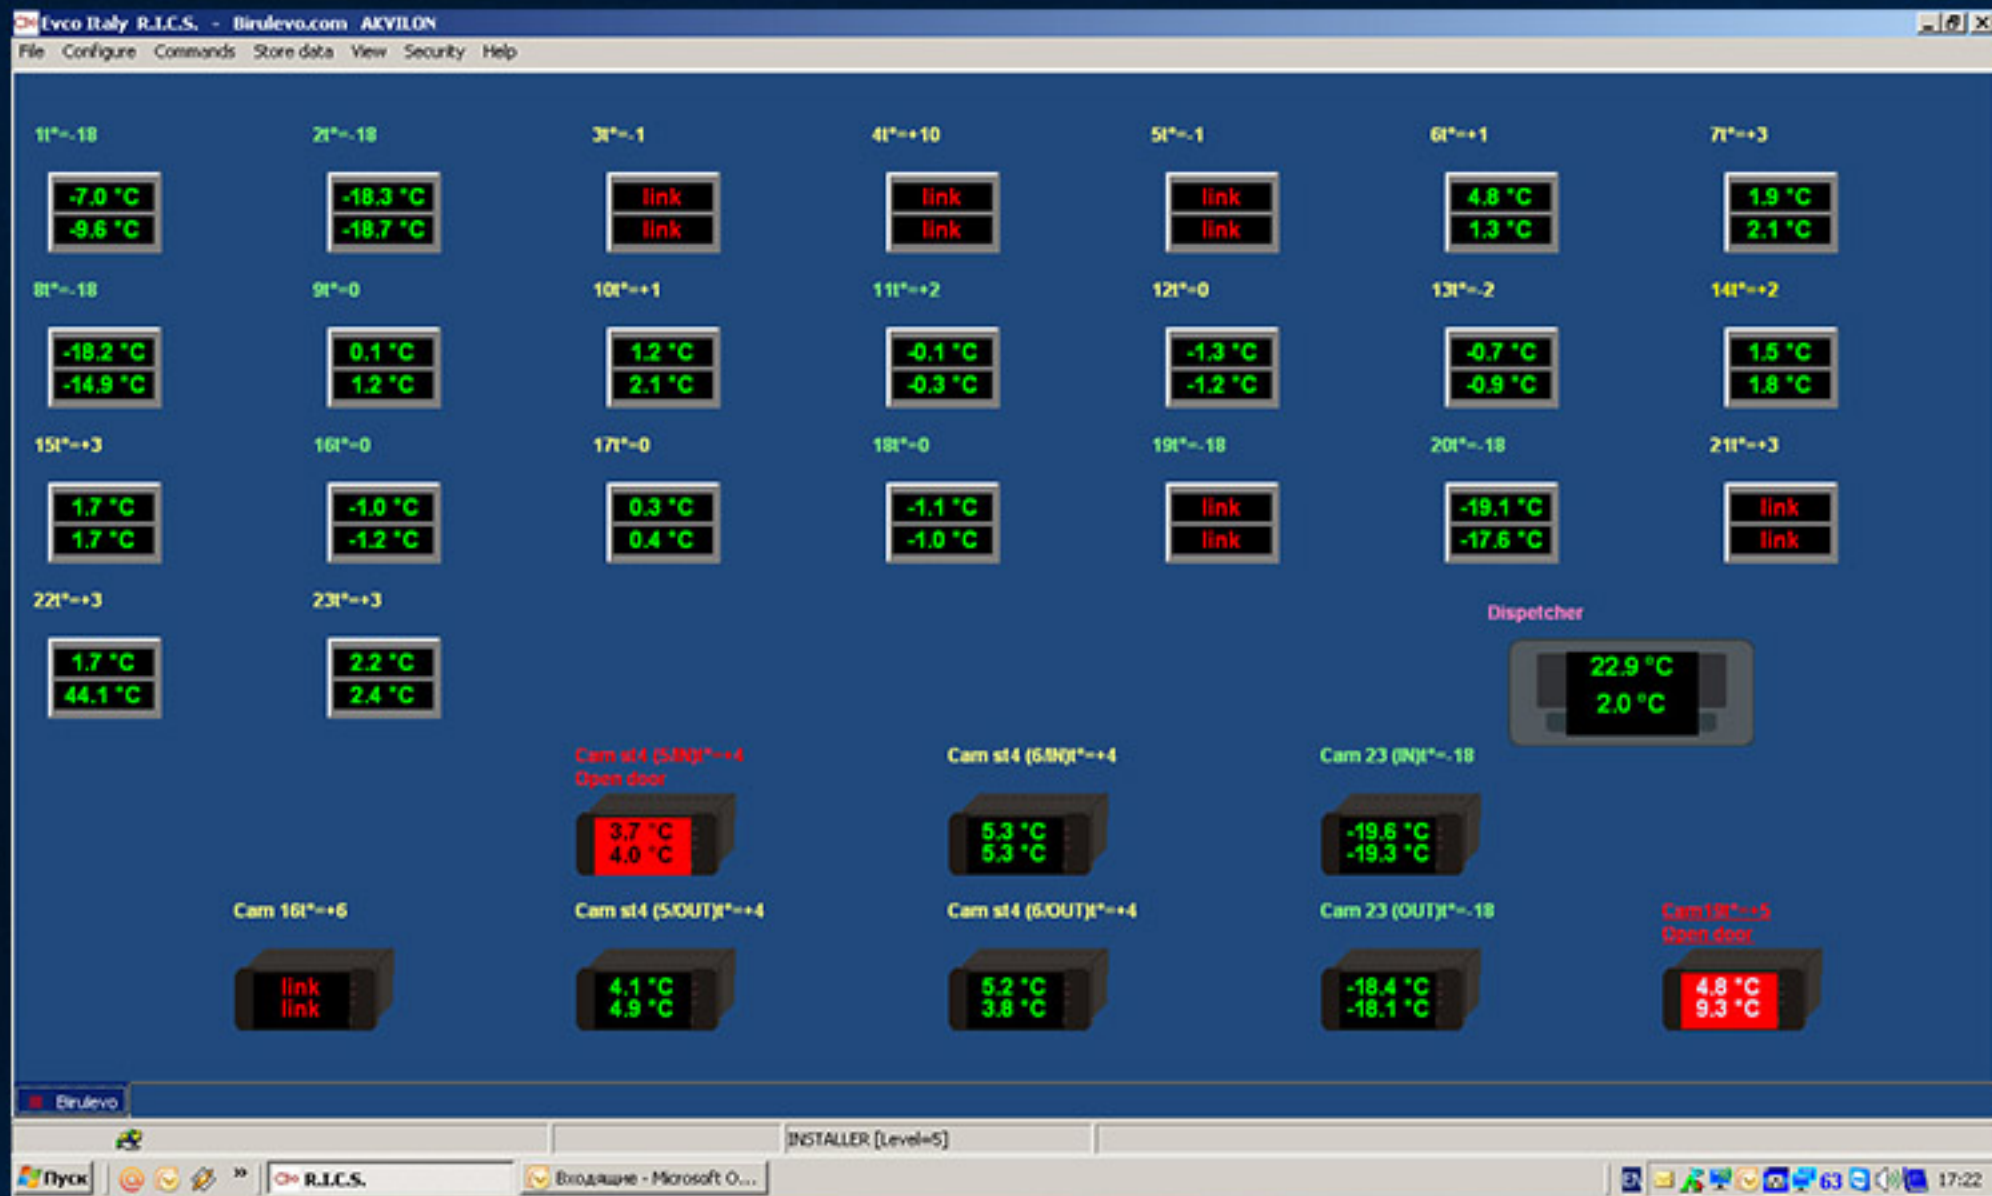 Evco Italy R.I.C.S. - Birulevo.com AKVILON
File Configure Commands Store data View Security Help
1t°=-18 2t°=-18 3t°=-1 4t°=+10 5t°=-1 6t°=+1 7t°=+3
-7.0 °C -18.3 °C link link link 4.8 °C 1.9 °C
-9.6 °C -18.7 °C link link link 1.3 °C 2.1 °C
8t°=-18 9t°=0 10t°=+1 11t°=+2 12t°=0 13t°=-2 14t°=+2
-18.2 °C 0.1 °C 1.2 °C -0.1 °C -1.3 °C -0.7 °C 1.5 °C
-14.9 °C 1.2 °C 2.1 °C -0.3 °C -1.2 °C -0.9 °C 1.8 °C
15t°=+3 16t°=0 17t°=0 18t°=0 19t°=-18 20t°=-18 21t°=+3
1.7 °C -1.0 °C 0.3 °C -1.1 °C link -19.1 °C link
1.7 °C -1.2 °C 0.4 °C -1.0 °C link -17.6 °C link
22t°=+3 23t°=+3 Dispetcher
1.7 °C 2.2 °C 22.9 °C
44.1 °C 2.4 °C 2.0 °C
Cam st4 (5/IN)t°=+4 Cam st4 (6/IN)t°=+4 Cam 23 (IN)t°=-18
Open door
3.7 °C 5.3 °C -19.6 °C
4.0 °C 5.3 °C -19.3 °C
Cam 16t°=+6 Cam st4 (5/OUT)t°=+4 Cam st4 (6/OUT)t°=+4 Cam 23 (OUT)t°=-18 Cam19t°=+5
Open door
link 4.1 °C 5.2 °C -18.4 °C 4.8 °C
link 4.9 °C 3.8 °C -18.1 °C 9.3 °C
Birulevo
INSTALLER [Level=5]
Пуск » R.I.C.S. Входящие - Microsoft O... EN 63 17:22